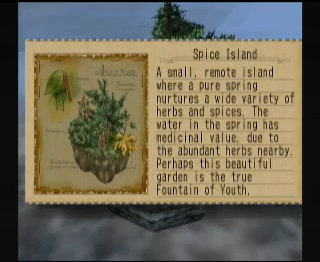 Spice Island
A small, remote island
where a pure spring
nurtures a wide variety of
herbs and spices. The
water in the spring has
medicinal value, due to
the abundant herbs nearby.
Perhaps this beautiful
garden is the true
Fountain of Youth.